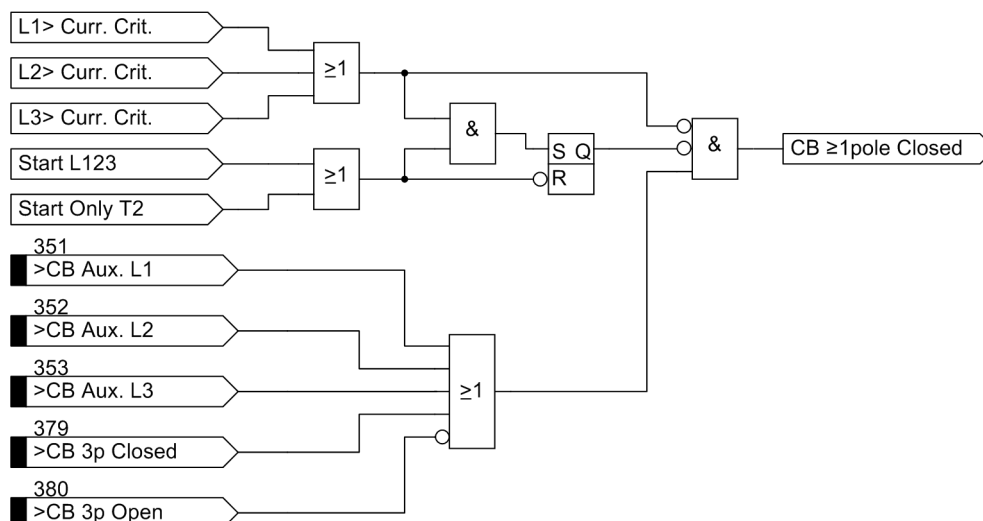 L1> Curr. Crit.
L2> Curr. Crit.
L3> Curr. Crit.
≥1
Start L123
Start Only T2
≥1
&
S Q
R
&
CB ≥1pole Closed
351
>CB Aux. L1
352
>CB Aux. L2
353
>CB Aux. L3
≥1
379
>CB 3p Closed
380
>CB 3p Open